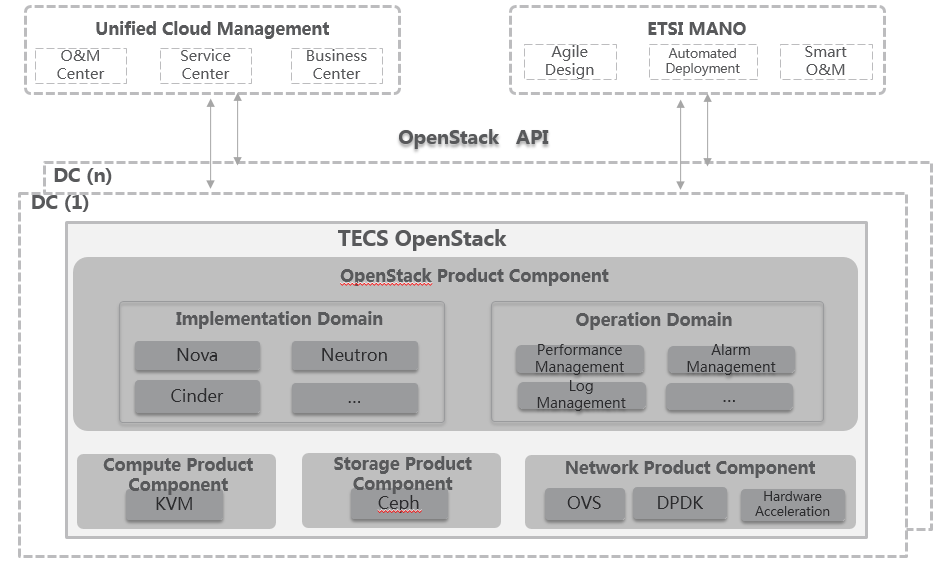 Unified Cloud Management
O&M
Center
Service
Center
Business
Center
ETSI MANO
Agile
Design
Automated
Deployment
Smart
O&M
OpenStack API
DC (n)
DC (1)
TECS OpenStack
OpenStack Product Component
Implementation Domain
Nova
Neutron
Cinder
...
Operation Domain
Performance
Management
Alarm
Management
Log
Management
...
Compute Product
Component
KVM
Storage Product
Component
Ceph
Network Product Component
OVS
DPDK
Hardware
Acceleration